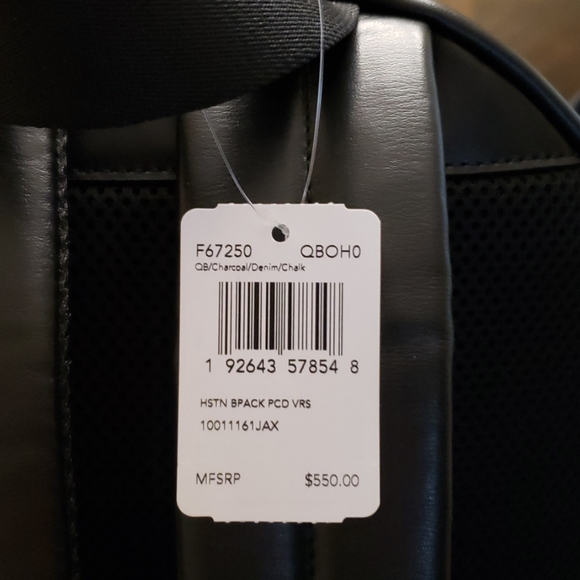 F67250 QBOH0
QB/Charcoal/Denim/Chalk
1 92643 57854 8
HSTN BPACK PCD VRS
10011161JAX
MFSRP $550.00